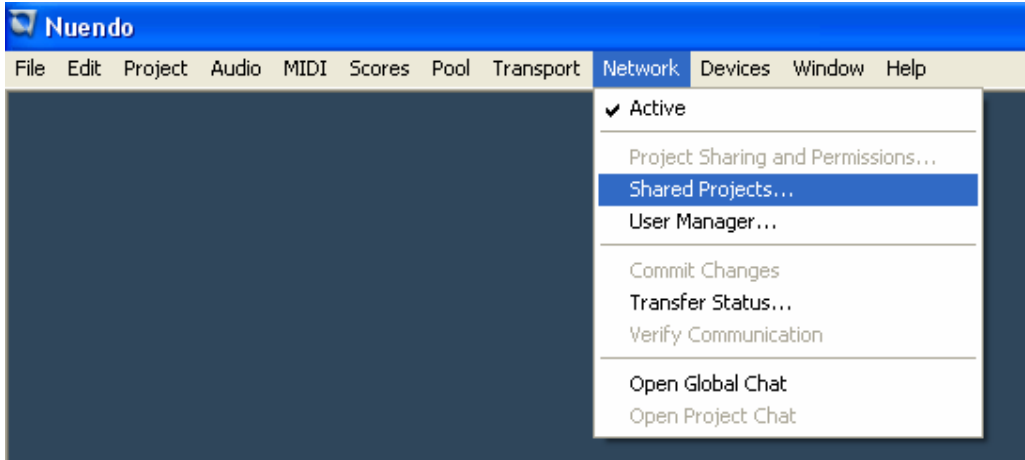 Nuendo
File Edit Project Audio MIDI Scores Pool Transport Network Devices Window Help
Active
Project Sharing and Permissions...
Shared Projects...
User Manager...
Commit Changes
Transfer Status...
Verify Communication
Open Global Chat
Open Project Chat